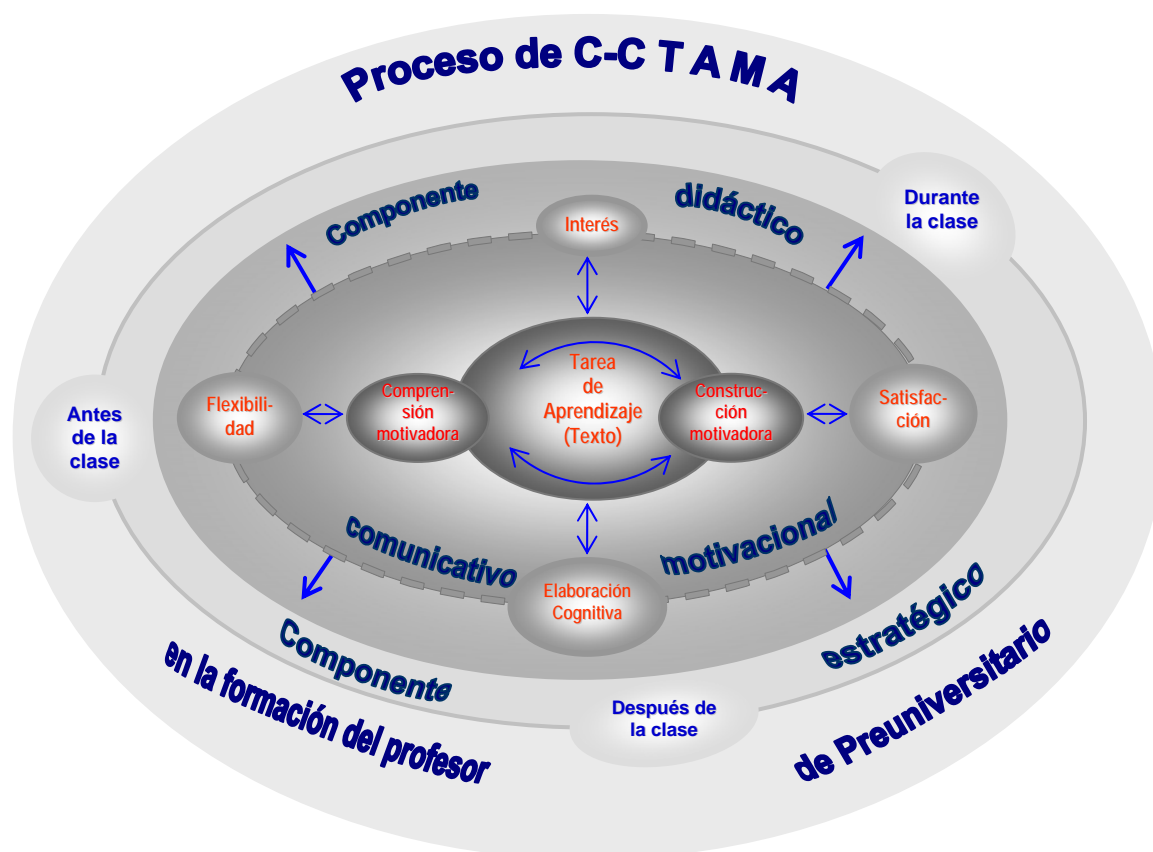 Proceso de C-C T A M A
Durante
la clase
Componente
didáctico
Interés
Tarea
de
Aprendizaje
(Texto)
Flexibili-
dad
Compren-
sión
motivadora
Construc-
ción
motivadora
Satisfac-
ción
Antes
de la
clase
comunicativo
motivacional
Elaboración
Cognitiva
Componente
estratégico
Después de
la clase
en la formación del profesor
de Preuniversitario